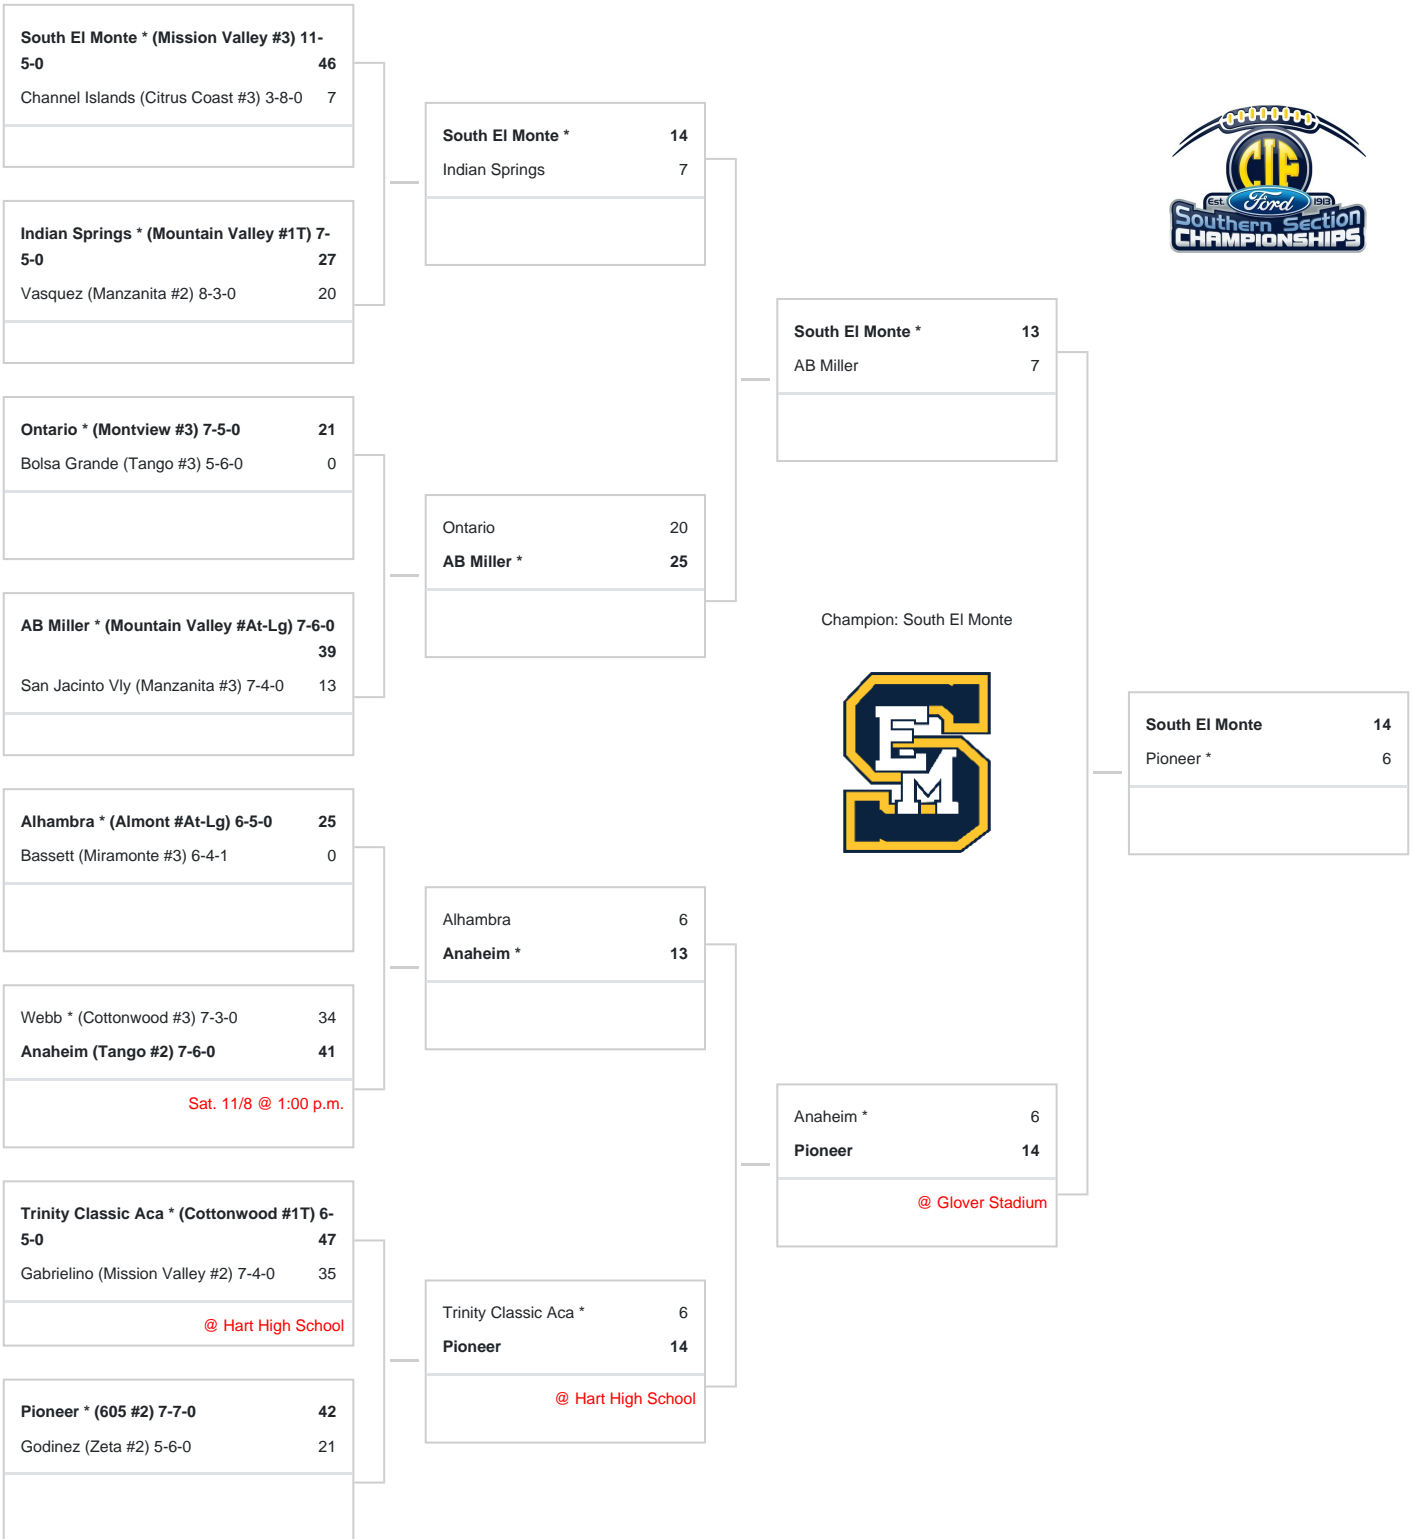 South El Monte * (Mission Valley #3) 11-
5-0 46
Channel Islands (Citrus Coast #3) 3-8-0 7
Indian Springs * (Mountain Valley #1T) 7-
5-0 27
Vasquez (Manzanita #2) 8-3-0 20
Ontario * (Montview #3) 7-5-0 21
Bolsa Grande (Tango #3) 5-6-0 0
AB Miller * (Mountain Valley #At-Lg) 7-6-0
39
San Jacinto Vly (Manzanita #3) 7-4-0 13
Alhambra * (Almont #At-Lg) 6-5-0 25
Bassett (Miramonte #3) 6-4-1 0
Webb * (Cottonwood #3) 7-3-0 34
Anaheim (Tango #2) 7-6-0 41
Sat. 11/8 @ 1:00 p.m.
Trinity Classic Aca * (Cottonwood #1T) 6-
5-0 47
Gabrielino (Mission Valley #2) 7-4-0 35
@ Hart High School
Pioneer * (605 #2) 7-7-0 42
Godinez (Zeta #2) 5-6-0 21
South El Monte * 14
Indian Springs 7
Ontario 20
AB Miller * 25
Alhambra 6
Anaheim * 13
Trinity Classic Aca * 6
Pioneer 14
@ Hart High School
South El Monte * 13
AB Miller 7
Champion: South El Monte
S
E
M
Anaheim * 6
Pioneer 14
@ Glover Stadium
CIF
Est. Ford 1913
Southern Section
CHAMPIONSHIPS
South El Monte 14
Pioneer * 6